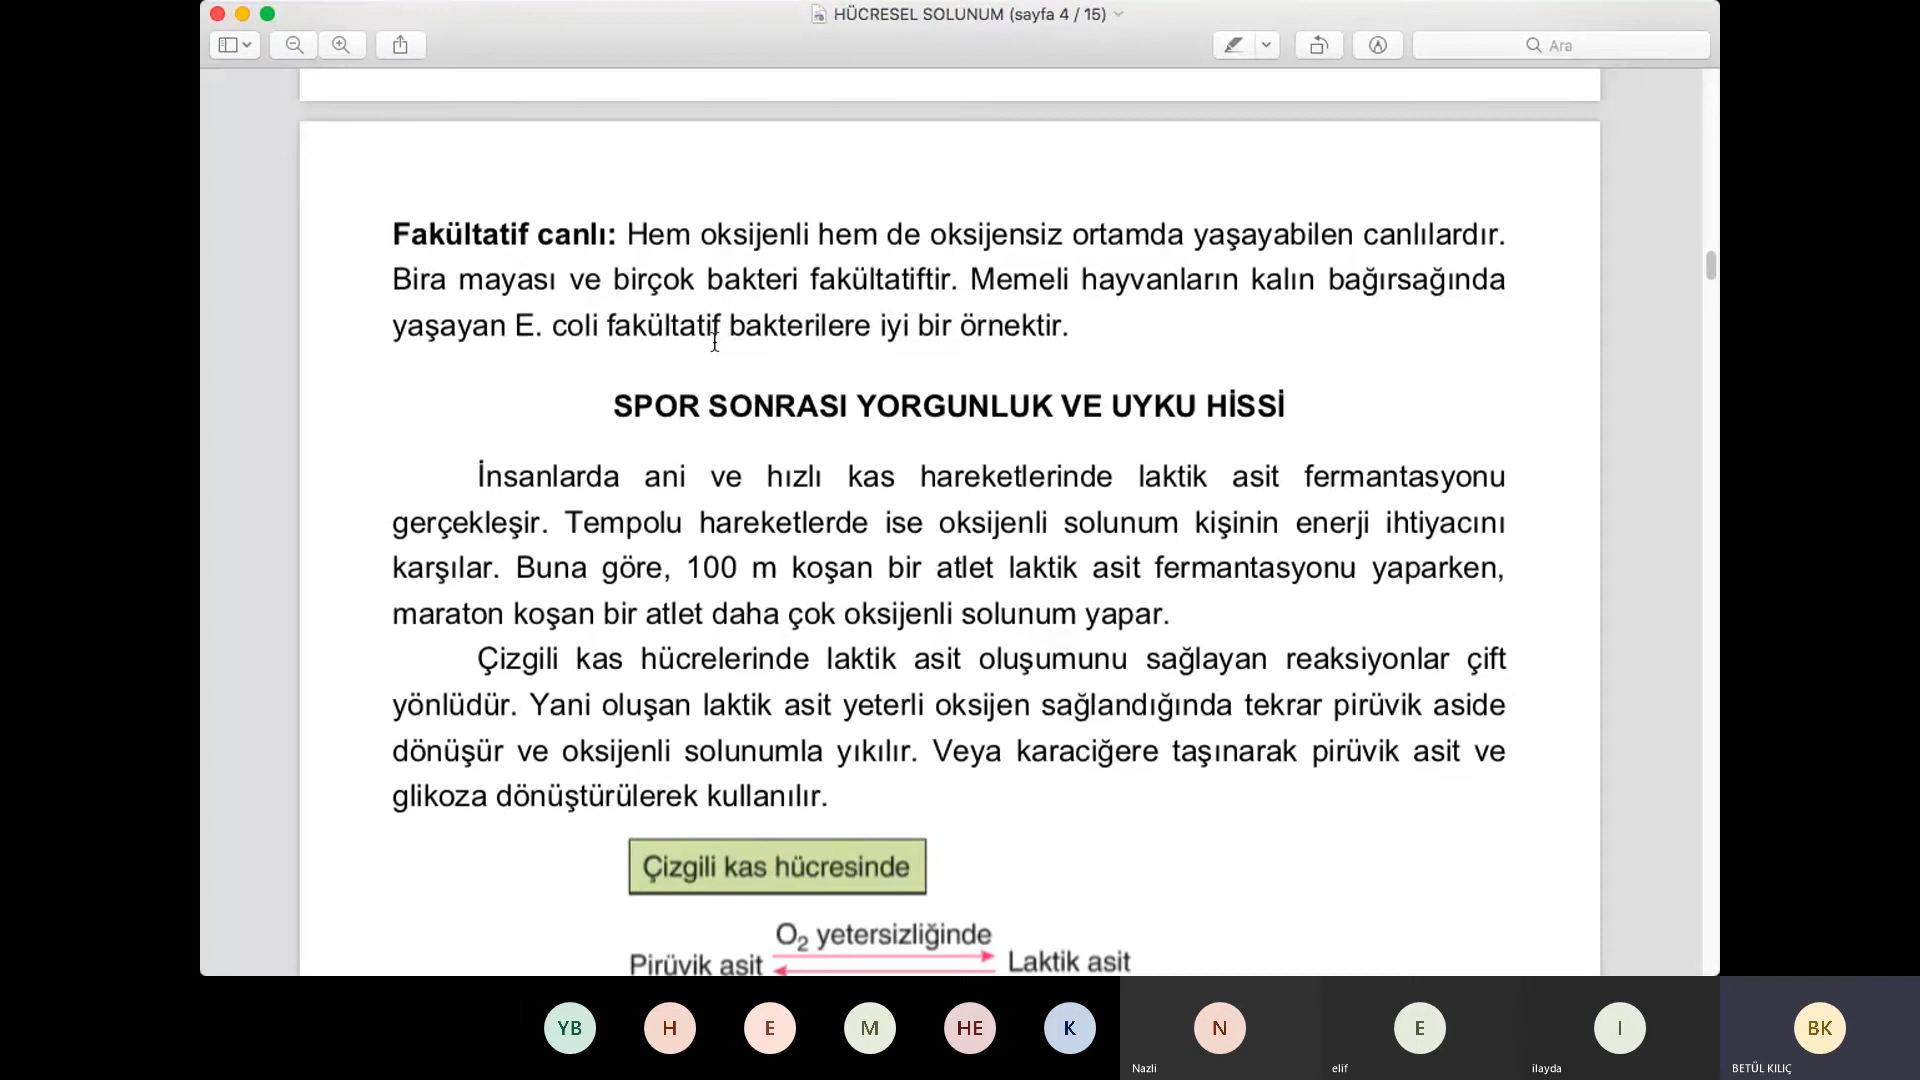 HÜCRESEL SOLUNUM (sayfa 4 / 15)
Ara
Fakültatif canlı: Hem oksijenli hem de oksijensiz ortamda yaşayabilen canlılardır.
Bira mayası ve birçok bakteri fakültatiftir. Memeli hayvanların kalın bağırsağında
yaşayan E. coli fakültatif bakterilere iyi bir örnektir.
SPOR SONRASI YORGUNLUK VE UYKU HİSSİ
İnsanlarda ani ve hızlı kas hareketlerinde laktik asit fermantasyonu
gerçekleşir. Tempolu hareketlerde ise oksijenli solunum kişinin enerji ihtiyacını
karşılar. Buna göre, 100 m koşan bir atlet laktik asit fermantasyonu yaparken,
maraton koşan bir atlet daha çok oksijenli solunum yapar.
Çizgili kas hücrelerinde laktik asit oluşumunu sağlayan reaksiyonlar çift
yönlüdür. Yani oluşan laktik asit yeterli oksijen sağlandığında tekrar pirüvik aside
dönüşür ve oksijenli solunumla yıkılır. Veya karaciğere taşınarak pirüvik asit ve
glikoza dönüştürülerek kullanılır.
Çizgili kas hücresinde
O₂ yetersizliğinde
Pirüvik asit Laktik asit
YB H E M HE K N E I BK
Nazli elif ilayda BETÜL KILIÇ